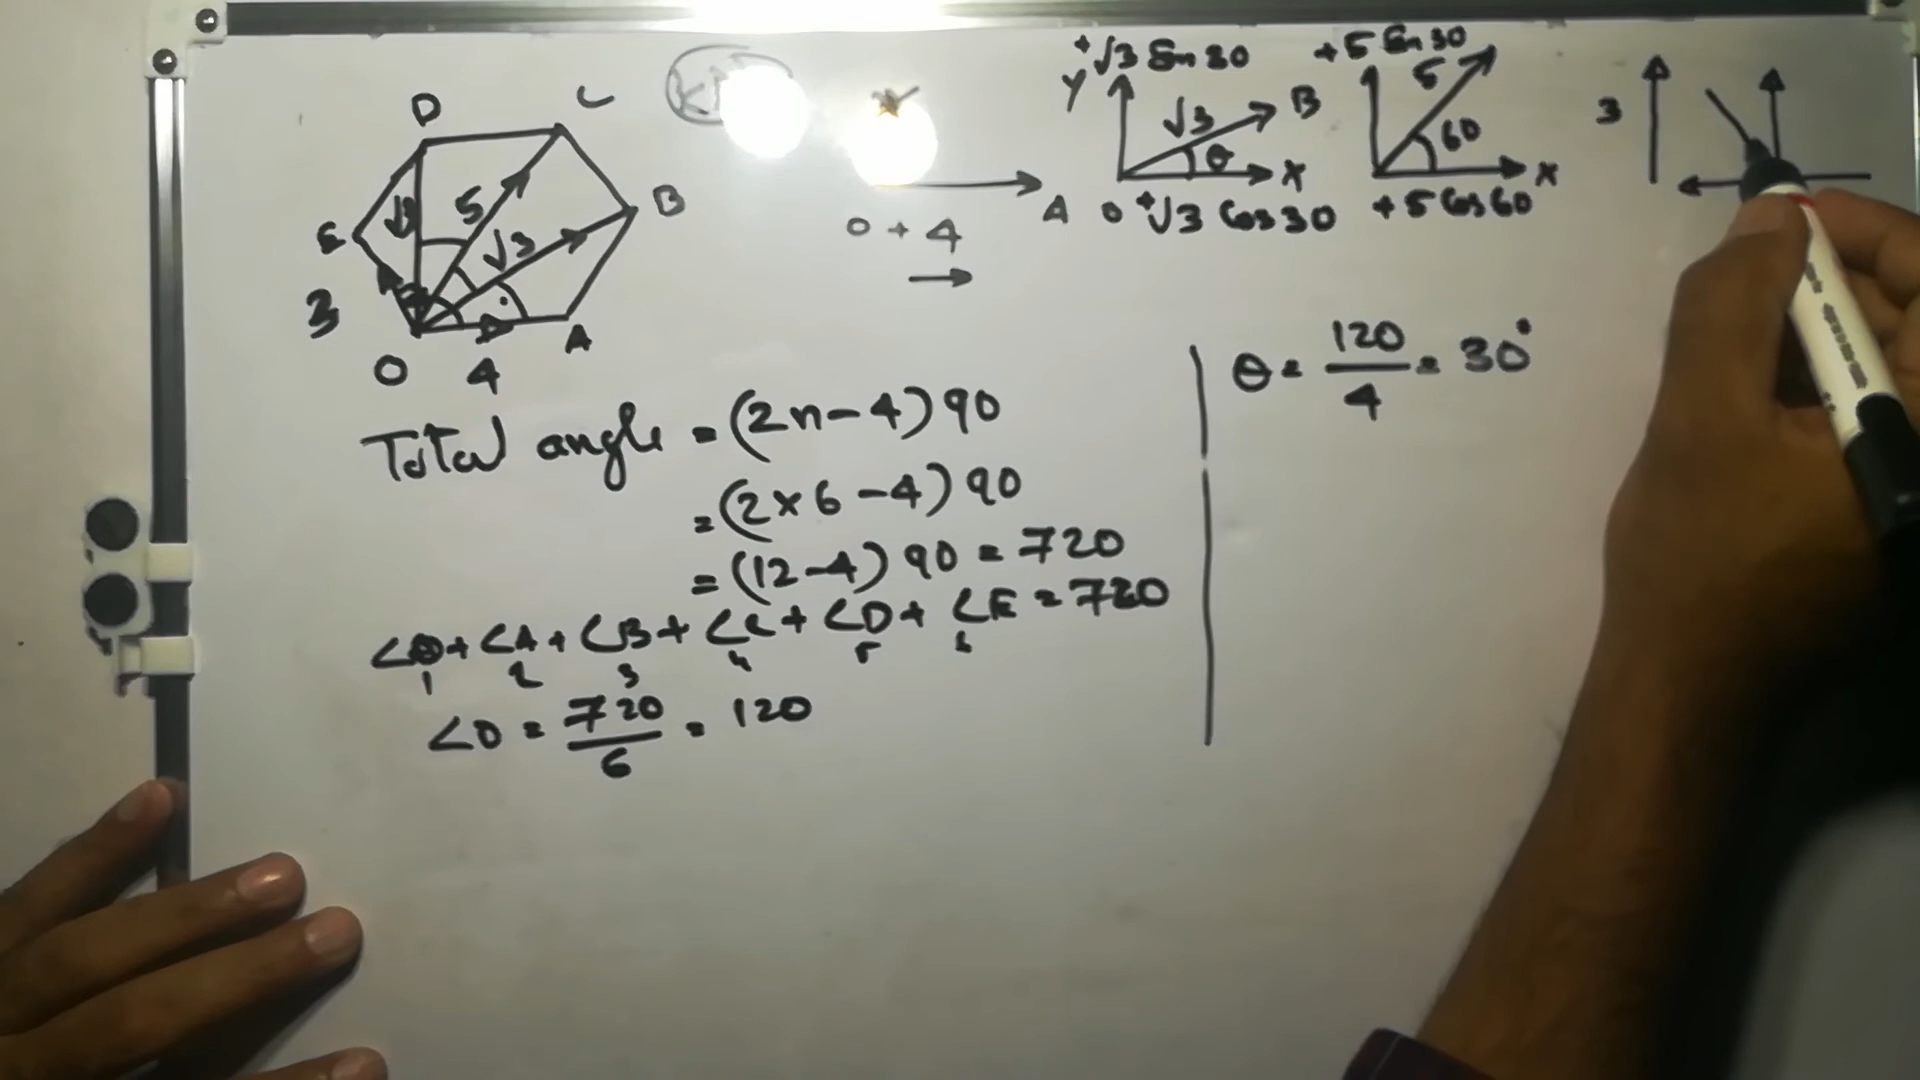 D C
E √3 5 √3 B
3
O 4 A
0 + 4
A
+√3 Sin 30
Y √3 B
θ X
O +√3 Cos 30
+5 Sin 30
5
60
X
+5 Cos 60
3
Total angle = (2n-4) 90
= (2×6-4) 90
= (12-4) 90 = 720
∠O + ∠A + ∠B + ∠C + ∠D + ∠E = 720
1 2 3 4 5 6
∠O = 720/6 = 120
θ = 120/4 = 30°